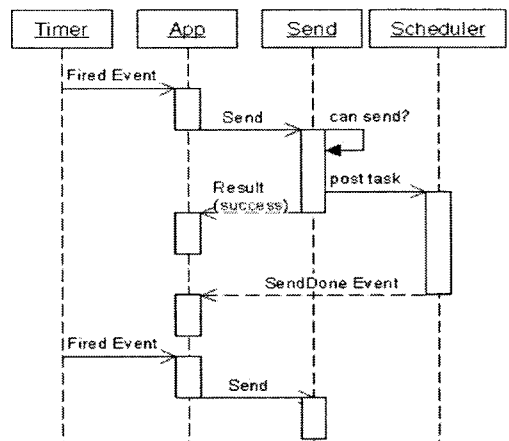 Timer App Send Scheduler
Fired Event
Send
can send?
post task
Result
(success)
SendDone Event
Fired Event
Send